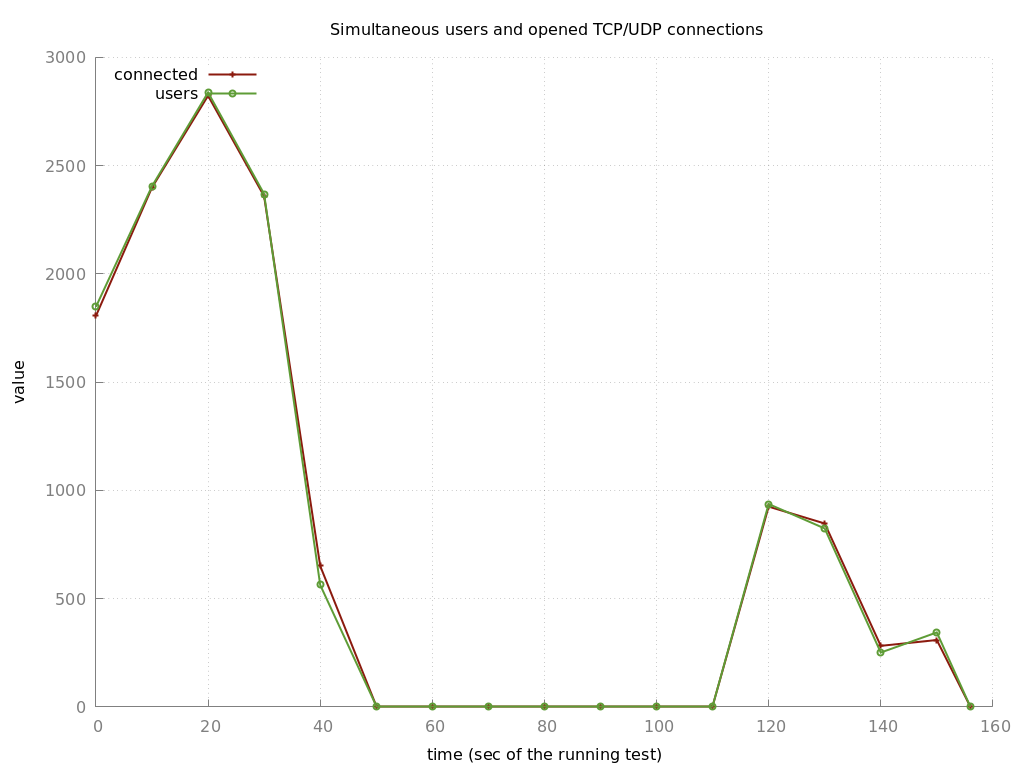 Simultaneous users and opened TCP/UDP connections
3000
connected
users
2500
2000
1500
value
1000
500
0
0 20 40 60 80 100 120 140 160
time (sec of the running test)